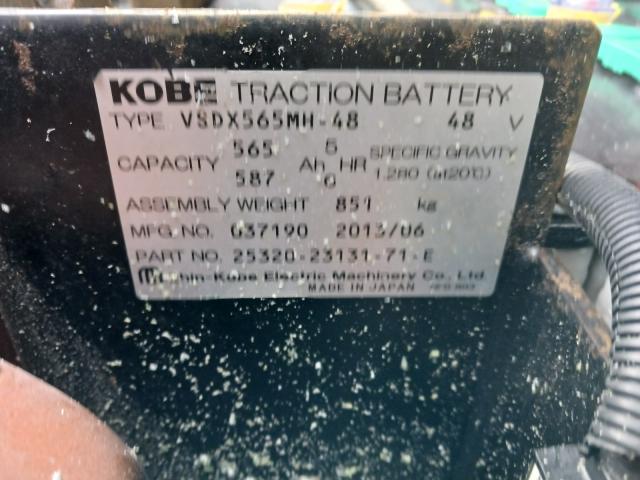 KOBE TRACTION BATTERY
TYPE VSDX565MH-48 48 V
CAPACITY 565 Ah 5 HR SPECIFIC GRAVITY
587 6 1.280 (at20℃)
ASSEMBLY WEIGHT 851 kg
MFG. NO. 037190 2013/06
PART NO. 25320-23131-71-E
Shin-Kobe Electric Machinery Co., Ltd.
MADE IN JAPAN